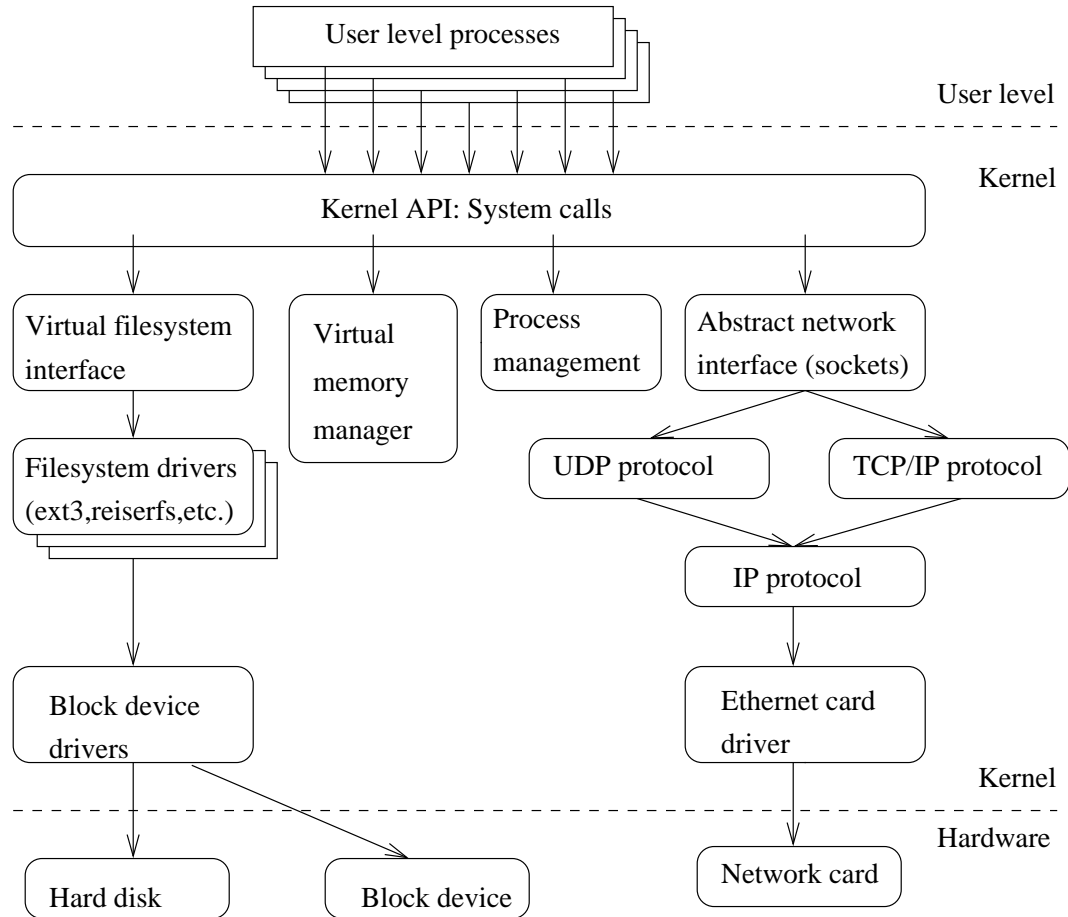 User level processes
User level
Kernel
Kernel API: System calls
Virtual filesystem
interface
Virtual
memory
manager
Process
management
Abstract network
interface (sockets)
Filesystem drivers
(ext3,reiserfs,etc.)
UDP protocol
TCP/IP protocol
IP protocol
Block device
drivers
Ethernet card
driver
Kernel
Hardware
Hard disk
Block device
Network card